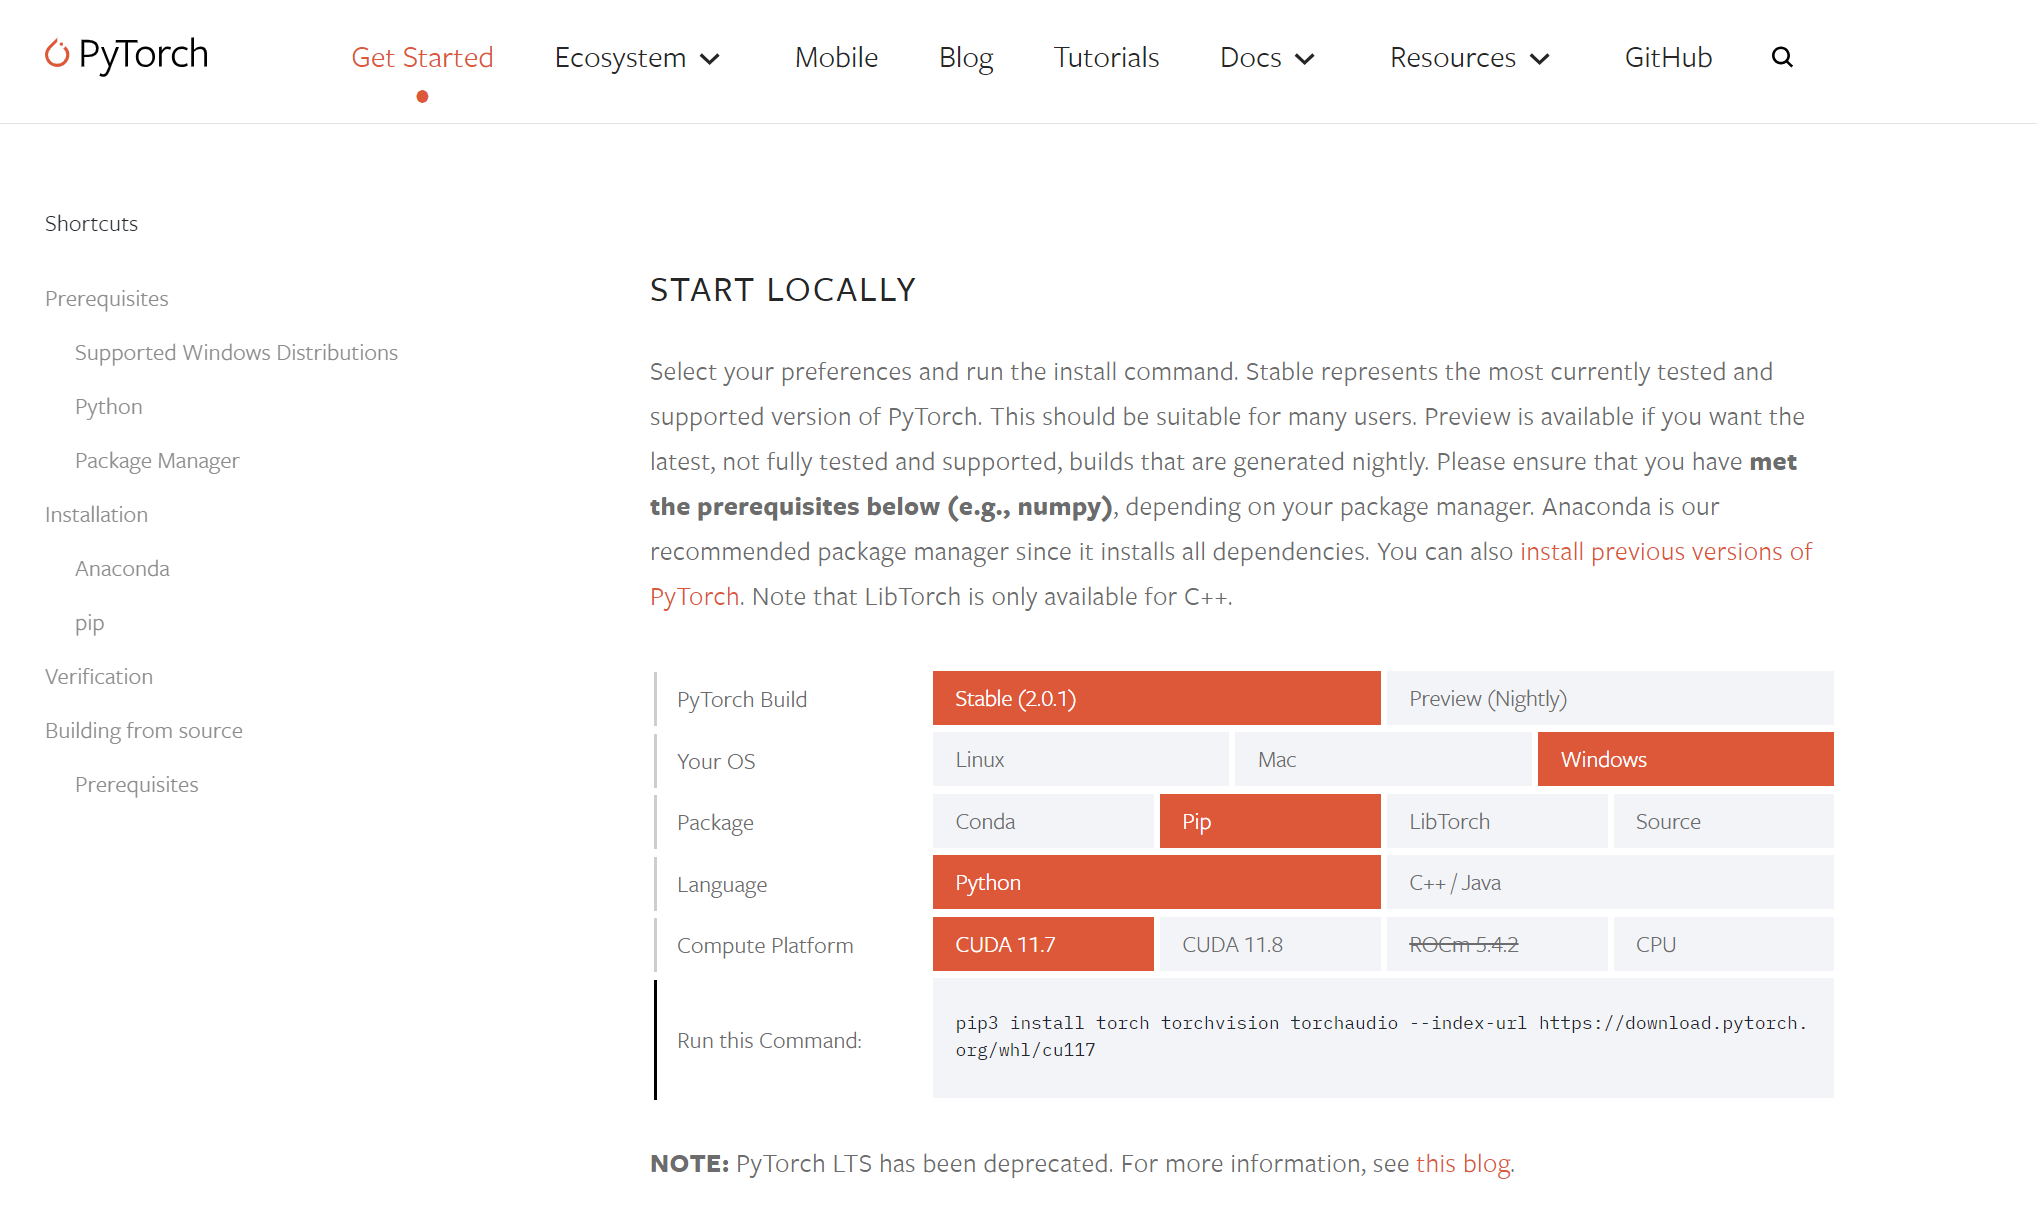 PyTorch
Get Started
Ecosystem
Mobile
Blog
Tutorials
Docs
Resources
GitHub
Shortcuts
Prerequisites
Supported Windows Distributions
Python
Package Manager
Installation
Anaconda
pip
Verification
Building from source
Prerequisites
START LOCALLY
Select your preferences and run the install command. Stable represents the most currently tested and
supported version of PyTorch. This should be suitable for many users. Preview is available if you want the
latest, not fully tested and supported, builds that are generated nightly. Please ensure that you have met
the prerequisites below (e.g., numpy), depending on your package manager. Anaconda is our
recommended package manager since it installs all dependencies. You can also install previous versions of
PyTorch. Note that LibTorch is only available for C++.
PyTorch Build
Stable (2.0.1)
Preview (Nightly)
Your OS
Linux
Mac
Windows
Package
Conda
Pip
LibTorch
Source
Language
Python
C++ / Java
Compute Platform
CUDA 11.7
CUDA 11.8
ROCm 5.4.2
CPU
Run this Command:
pip3 install torch torchvision torchaudio --index-url https://download.pytorch.
org/whl/cu117
NOTE: PyTorch LTS has been deprecated. For more information, see this blog.